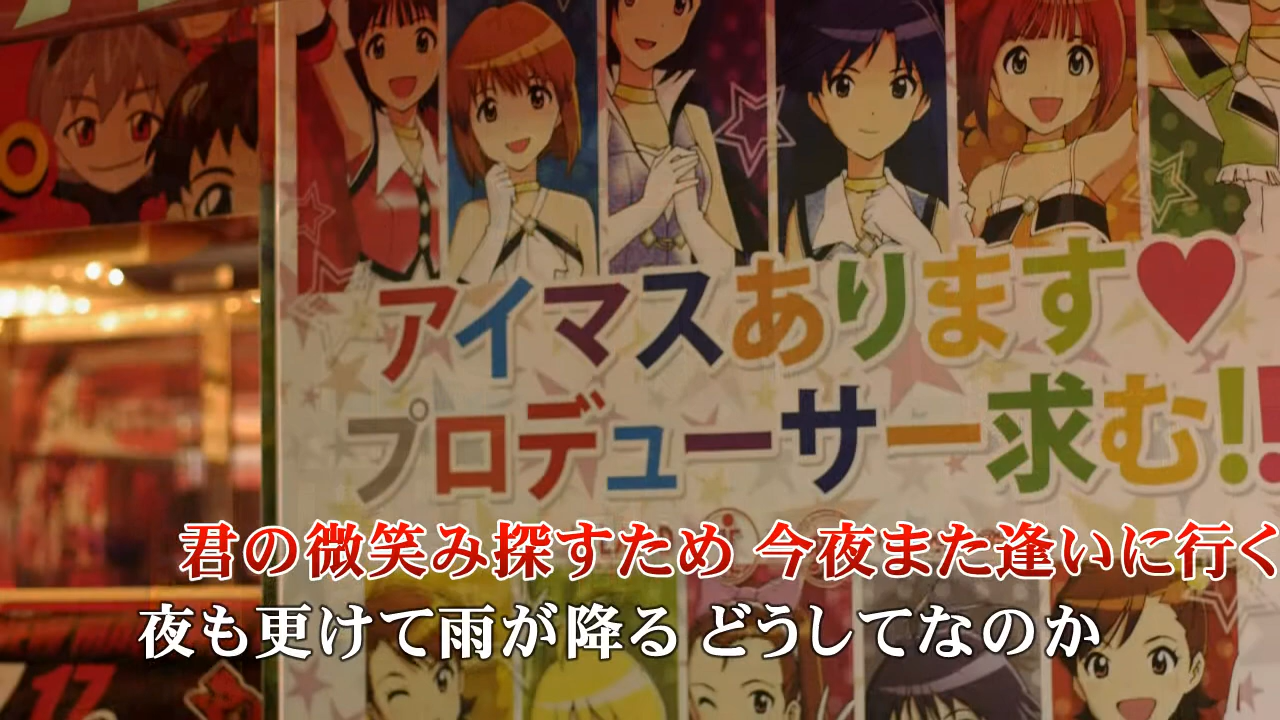 アイマスあります♥
プロデューサー求む!!
君の微笑み探すため 今夜また逢いに行く
夜も更けて雨が降る どうしてなのか
17